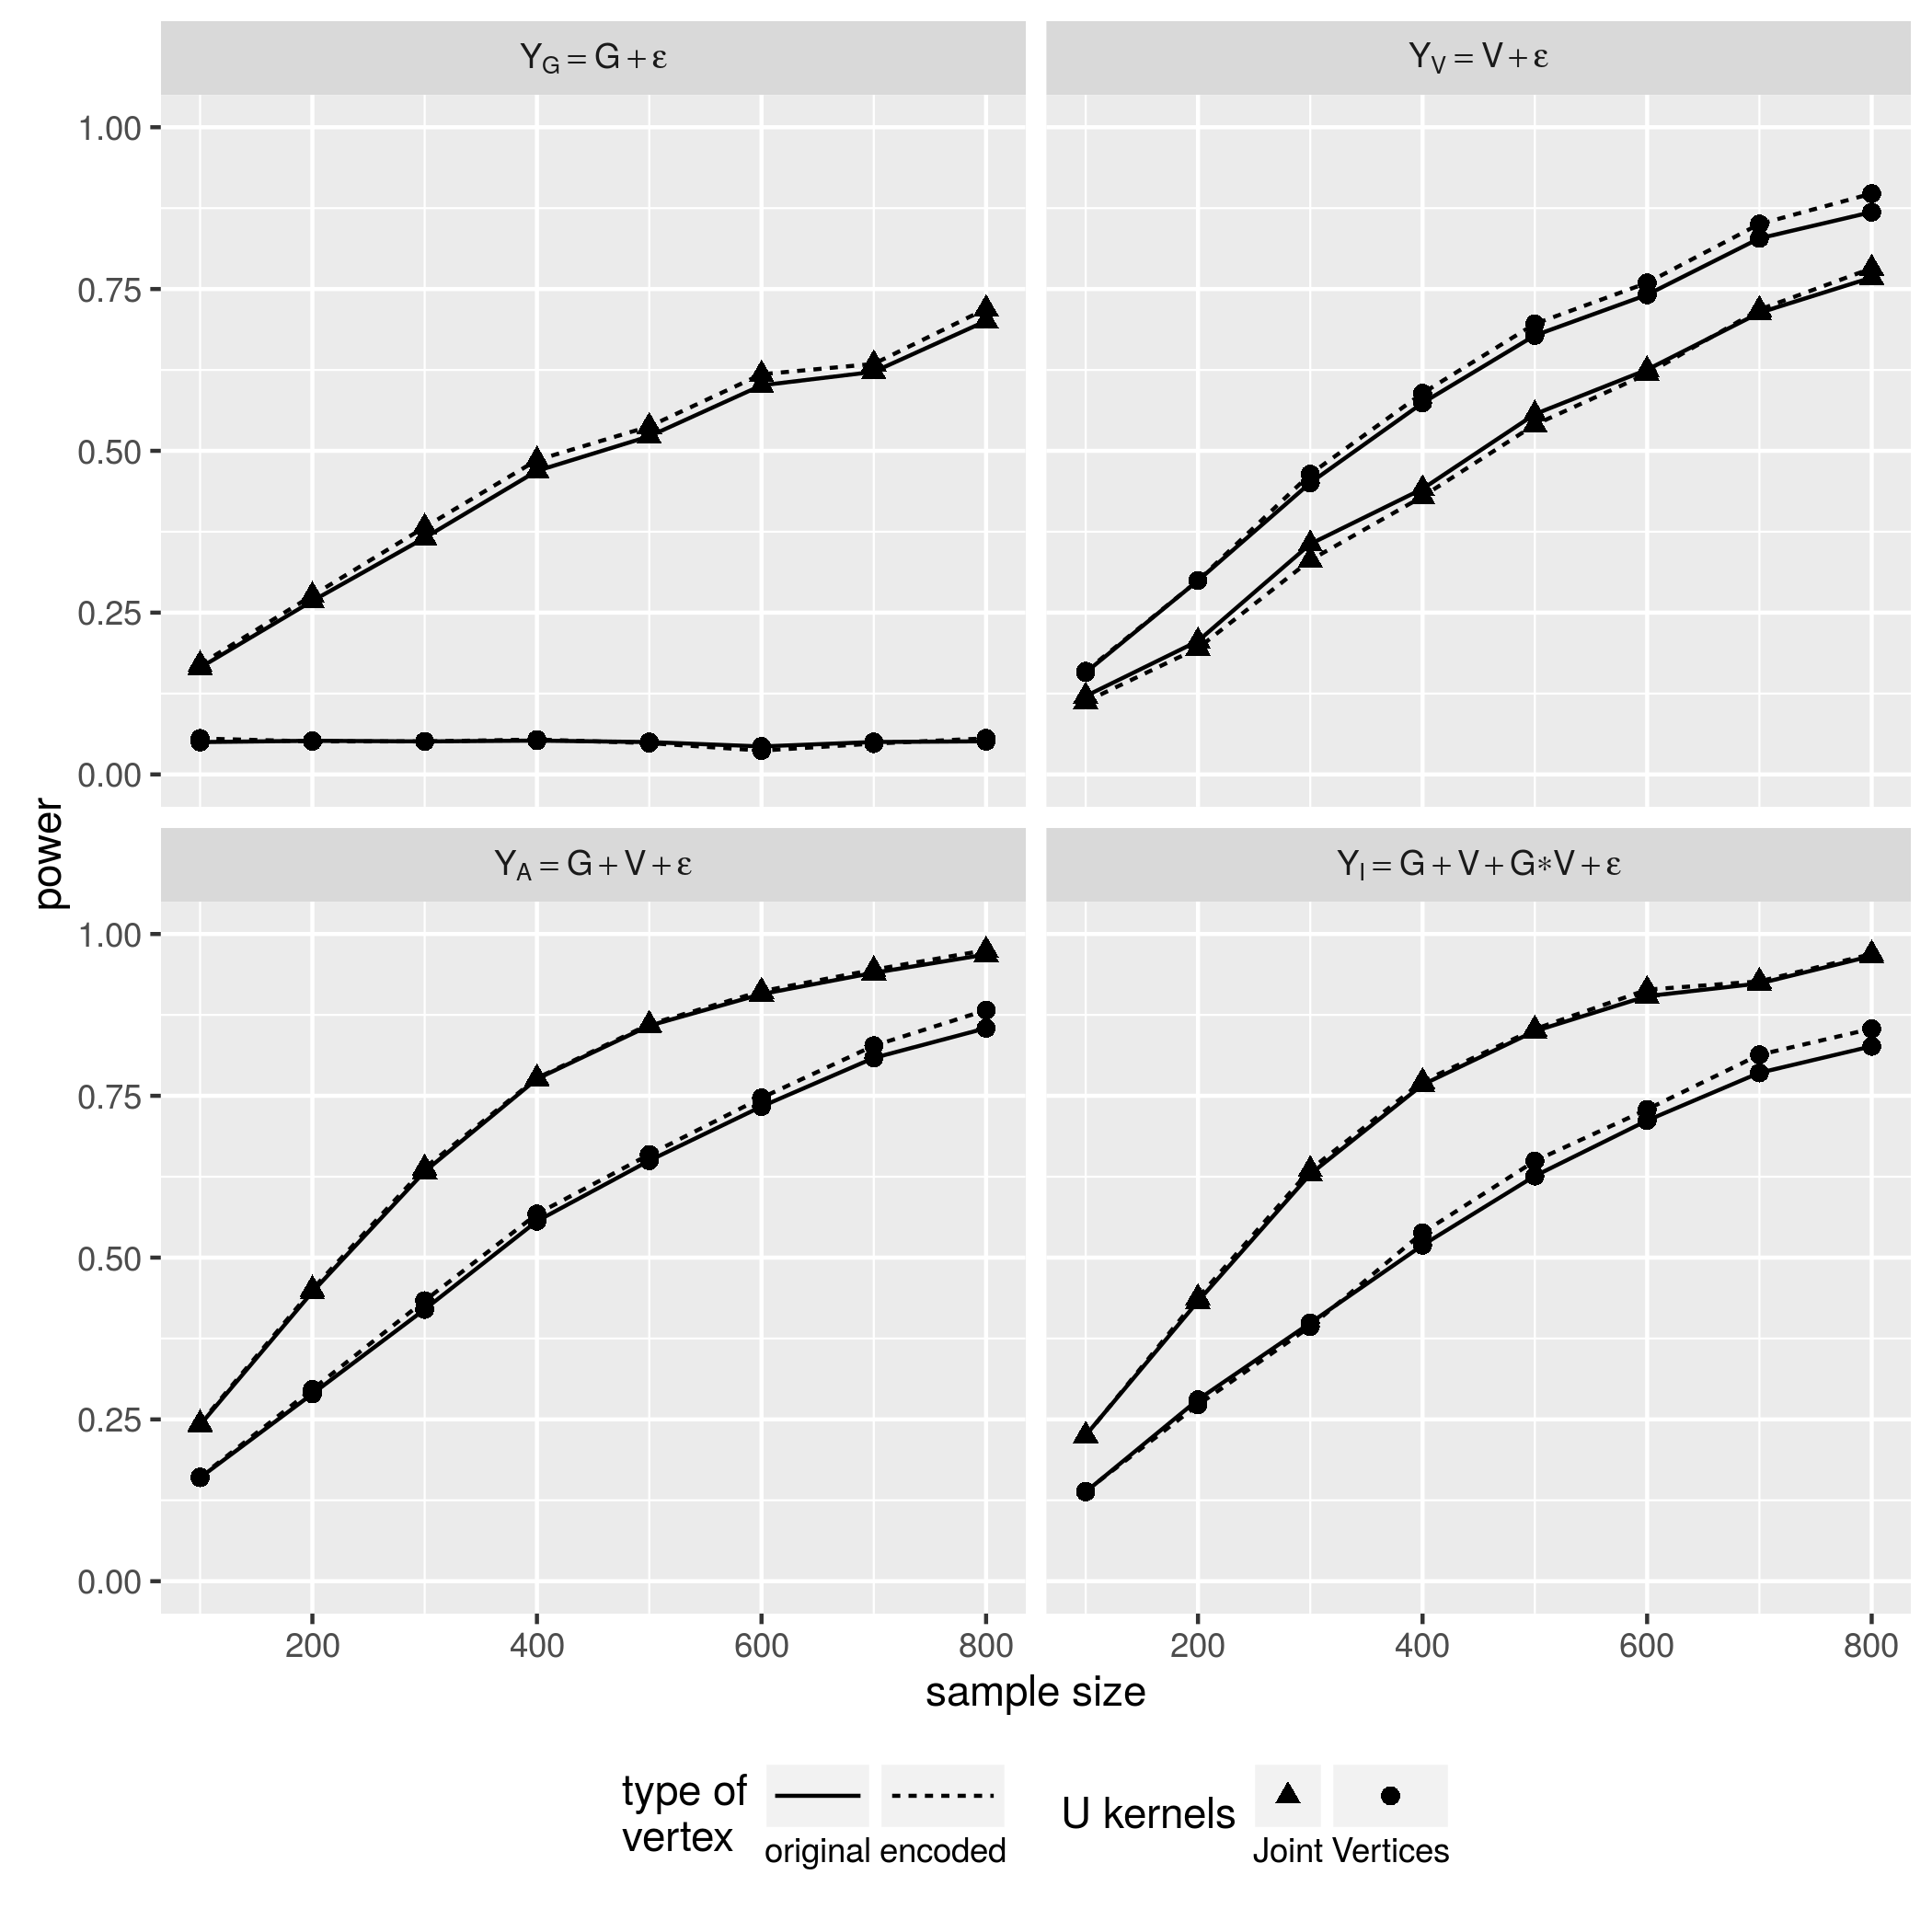 Y_G = G + ε
Y_V = V + ε
1.00
0.75
0.50
0.25
0.00
power
Y_A = G + V + ε
Y_I = G + V + G*V + ε
1.00
0.75
0.50
0.25
0.00
200 400 600 800 200 400 600 800
sample size
type of
vertex
original encoded
U kernels
Joint Vertices